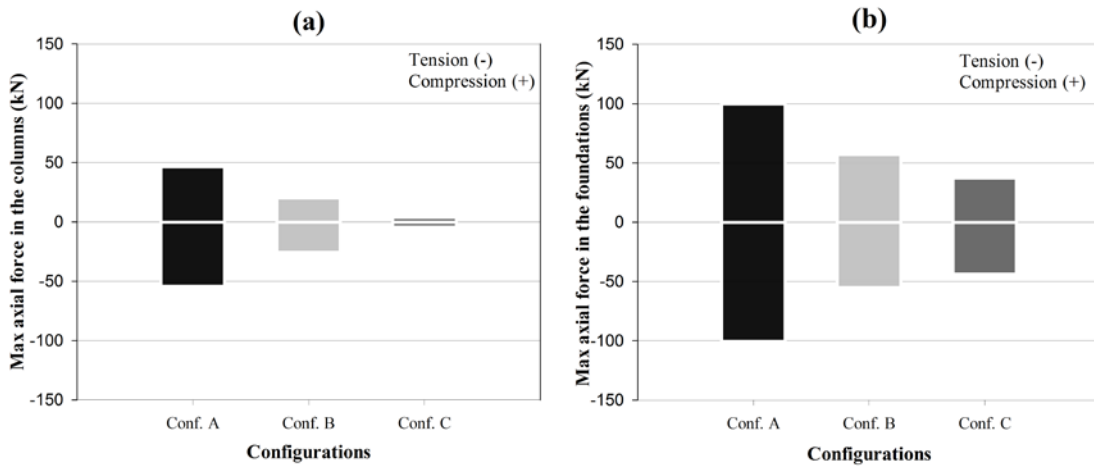 (a)
Max axial force in the columns (kN)
150
100
50
0
-50
-100
-150
Tension (-)
Compression (+)
Conf. A
Conf. B
Conf. C
Configurations
(b)
Max axial force in the foundations (kN)
150
100
50
0
-50
-100
-150
Tension (-)
Compression (+)
Conf. A
Conf. B
Conf. C
Configurations